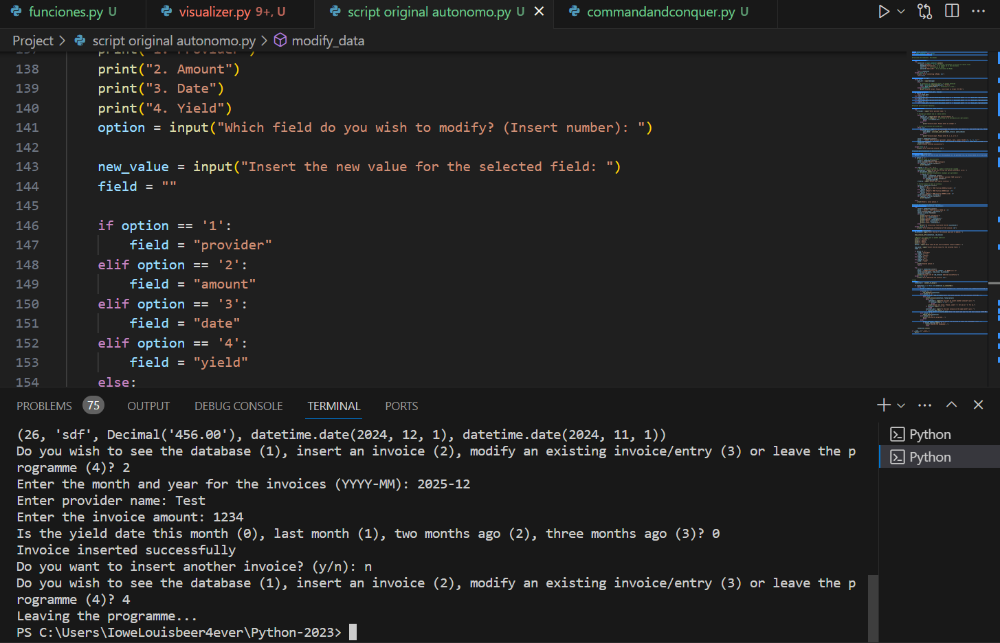 funciones.py U
visualizer.py 9+, U
script original autonomo.py U
commandandconquer.py U
Project > script original autonomo.py > modify_data
137 print("1. Provider")
138 print("2. Amount")
139 print("3. Date")
140 print("4. Yield")
141 option = input("Which field do you wish to modify? (Insert number): ")
142
143 new_value = input("Insert the new value for the selected field: ")
144 field = ""
145
146 if option == '1':
147 field = "provider"
148 elif option == '2':
149 field = "amount"
150 elif option == '3':
151 field = "date"
152 elif option == '4':
153 field = "yield"
154 else:
PROBLEMS 75 OUTPUT DEBUG CONSOLE TERMINAL PORTS
(26, 'sdf', Decimal('456.00'), datetime.date(2024, 12, 1), datetime.date(2024, 11, 1))
Do you wish to see the database (1), insert an invoice (2), modify an existing invoice/entry (3) or leave the p
rogramme (4)? 2
Enter the month and year for the invoices (YYYY-MM): 2025-12
Enter provider name: Test
Enter the invoice amount: 1234
Is the yield date this month (0), last month (1), two months ago (2), three months ago (3)? 0
Invoice inserted successfully
Do you want to insert another invoice? (y/n): n
Do you wish to see the database (1), insert an invoice (2), modify an existing invoice/entry (3) or leave the p
rogramme (4)? 4
Leaving the programme...
PS C:\Users\IoweLouisbeer4ever\Python-2023>
Python
Python